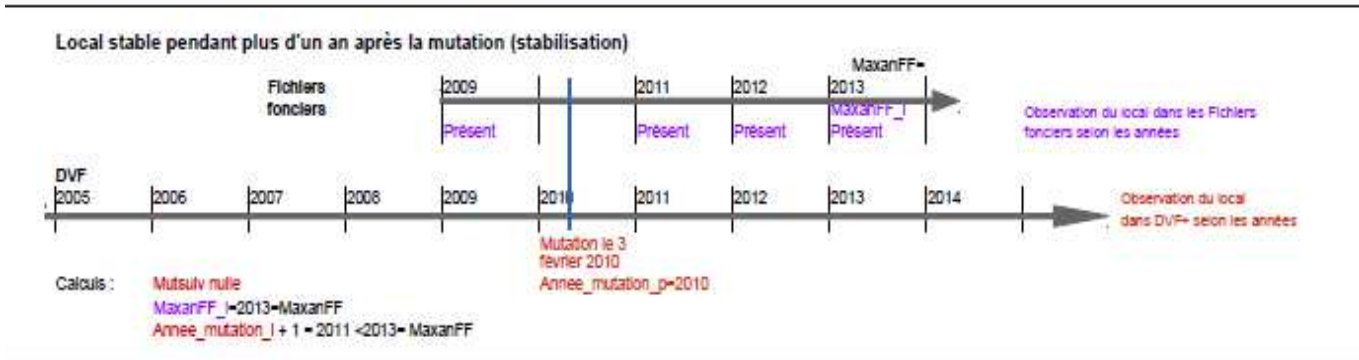 Local stable pendant plus d'un an après la mutation (stabilisation)
MaxanFF=
Fichiers
fonciers
2009 2011 2012 2013
MaxanFF_l
Présent Présent Présent Présent
Observation du local dans les Fichiers
fonciers selon les années
DVF
2005 2006 2007 2008 2009 2010 2011 2012 2013 2014
Observation du local
dans DVF+ selon les années
Mutation le 3
février 2010
Annee_mutation_p=2010
Calculs :
Mutsuiv nulle
MaxanFF_l=2013=MaxanFF
Annee_mutation_l + 1 = 2011 <2013= MaxanFF